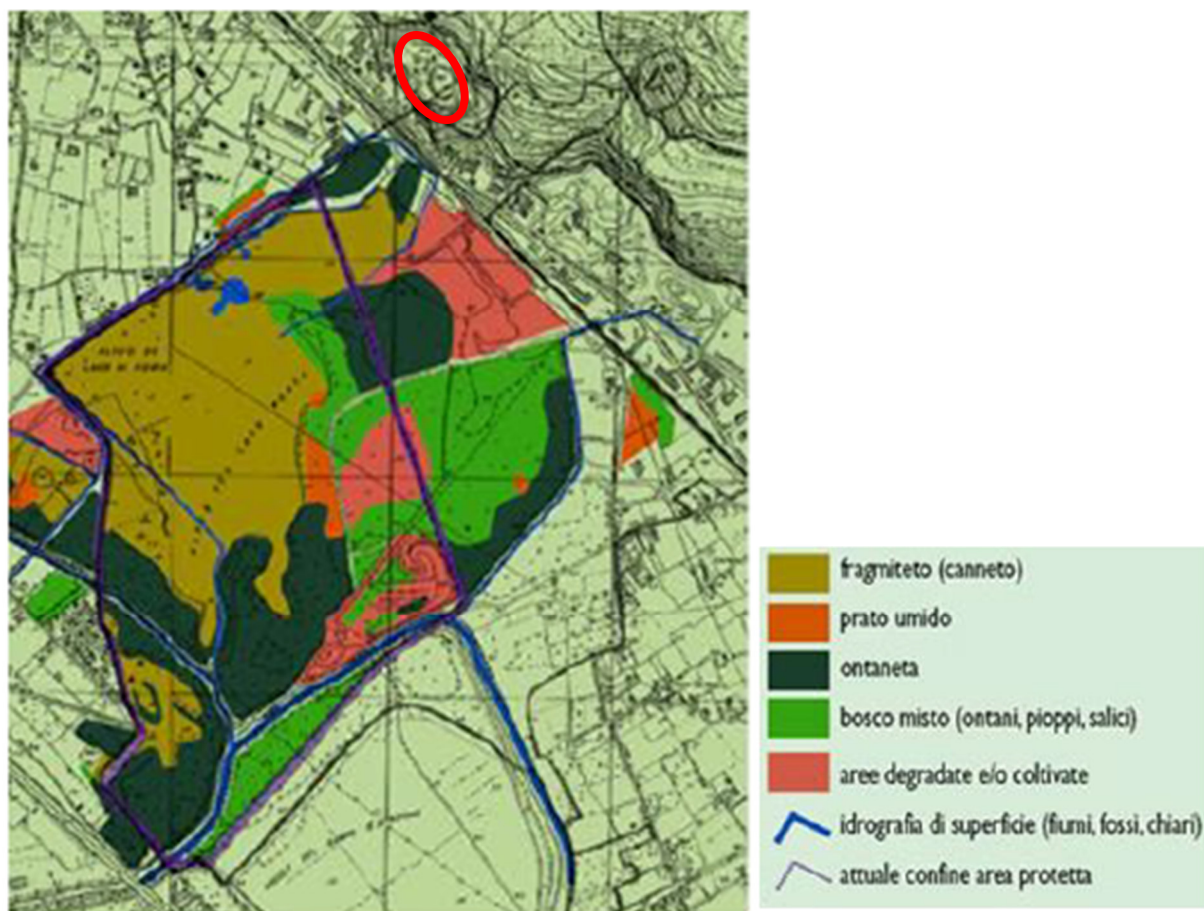 fragmiteto (canneto)
prato umido
ontaneta
bosco misto (ontani, pioppi, salici)
aree degradate e/o coltivate
idrografia di superficie (fiumi, fossi, chiari)
attuale confine area protetta